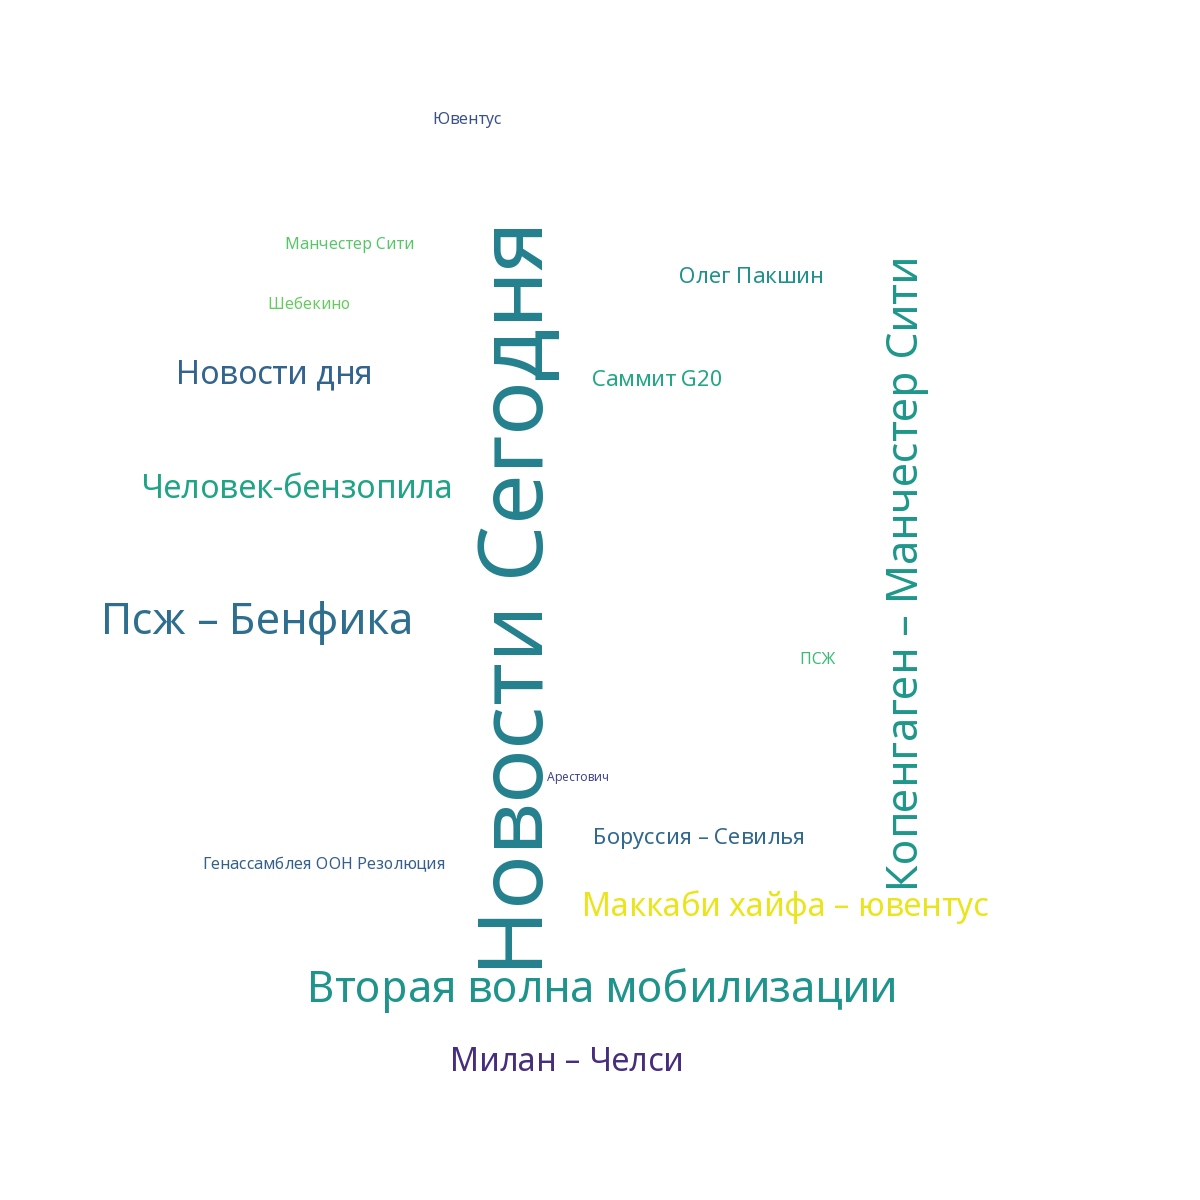 Ювентус
Манчестер Сити
Олег Пакшин
Шебекино
Новости дня
Саммит G20
Человек-бензопила
Новости Сегодня
Копенгаген – Манчестер Сити
Псж – Бенфика
ПСЖ
Арестович
Боруссия – Севилья
Генассамблея ООН Резолюция
Маккаби хайфа – ювентус
Вторая волна мобилизации
Милан – Челси